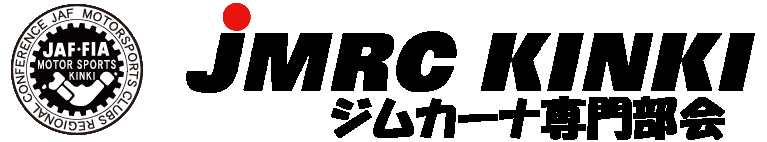 CONFERENCE JAF MOTORSPORTS CLUBS REGIONAL
JAF·FIA
MOTOR SPORTS
KINKI
JMRC KINKI
ジムカーナ専門部会